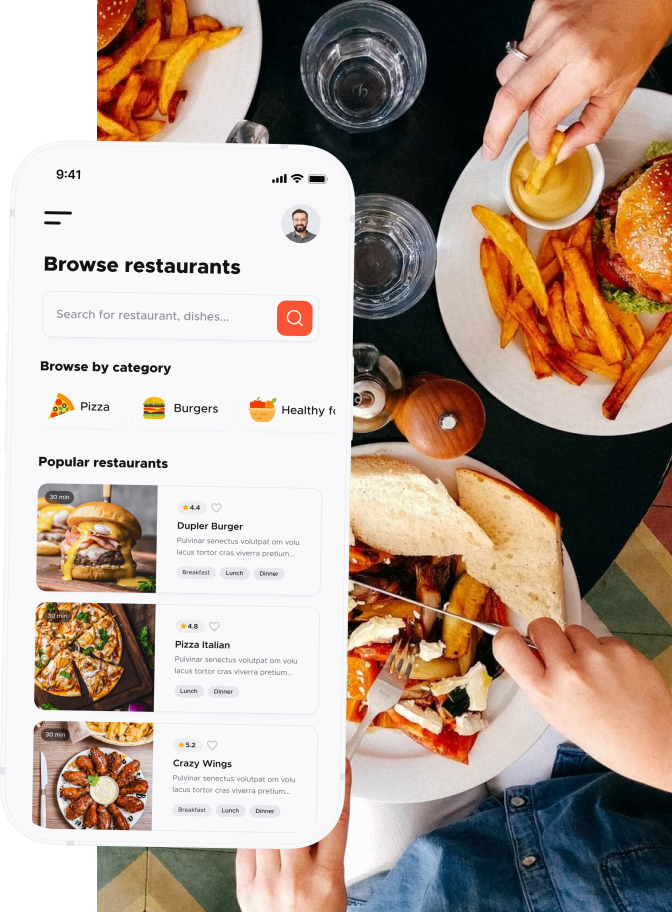 9:41
Browse restaurants
Search for restaurant, dishes...
Browse by category
Pizza
Burgers
Healthy fo
Popular restaurants
30 min
4.4
Dupler Burger
Pulvinar senectus volutpat om volu
lacus tortor cras viverra pretium...
Breakfast Lunch Dinner
30 min
4.8
Pizza Italian
Pulvinar senectus volutpat om volu
lacus tortor cras viverra pretium...
Lunch Dinner
30 min
5.2
Crazy Wings
Pulvinar senectus volutpat om volu
lacus tortor cras viverra pretium...
Breakfast Lunch Dinner